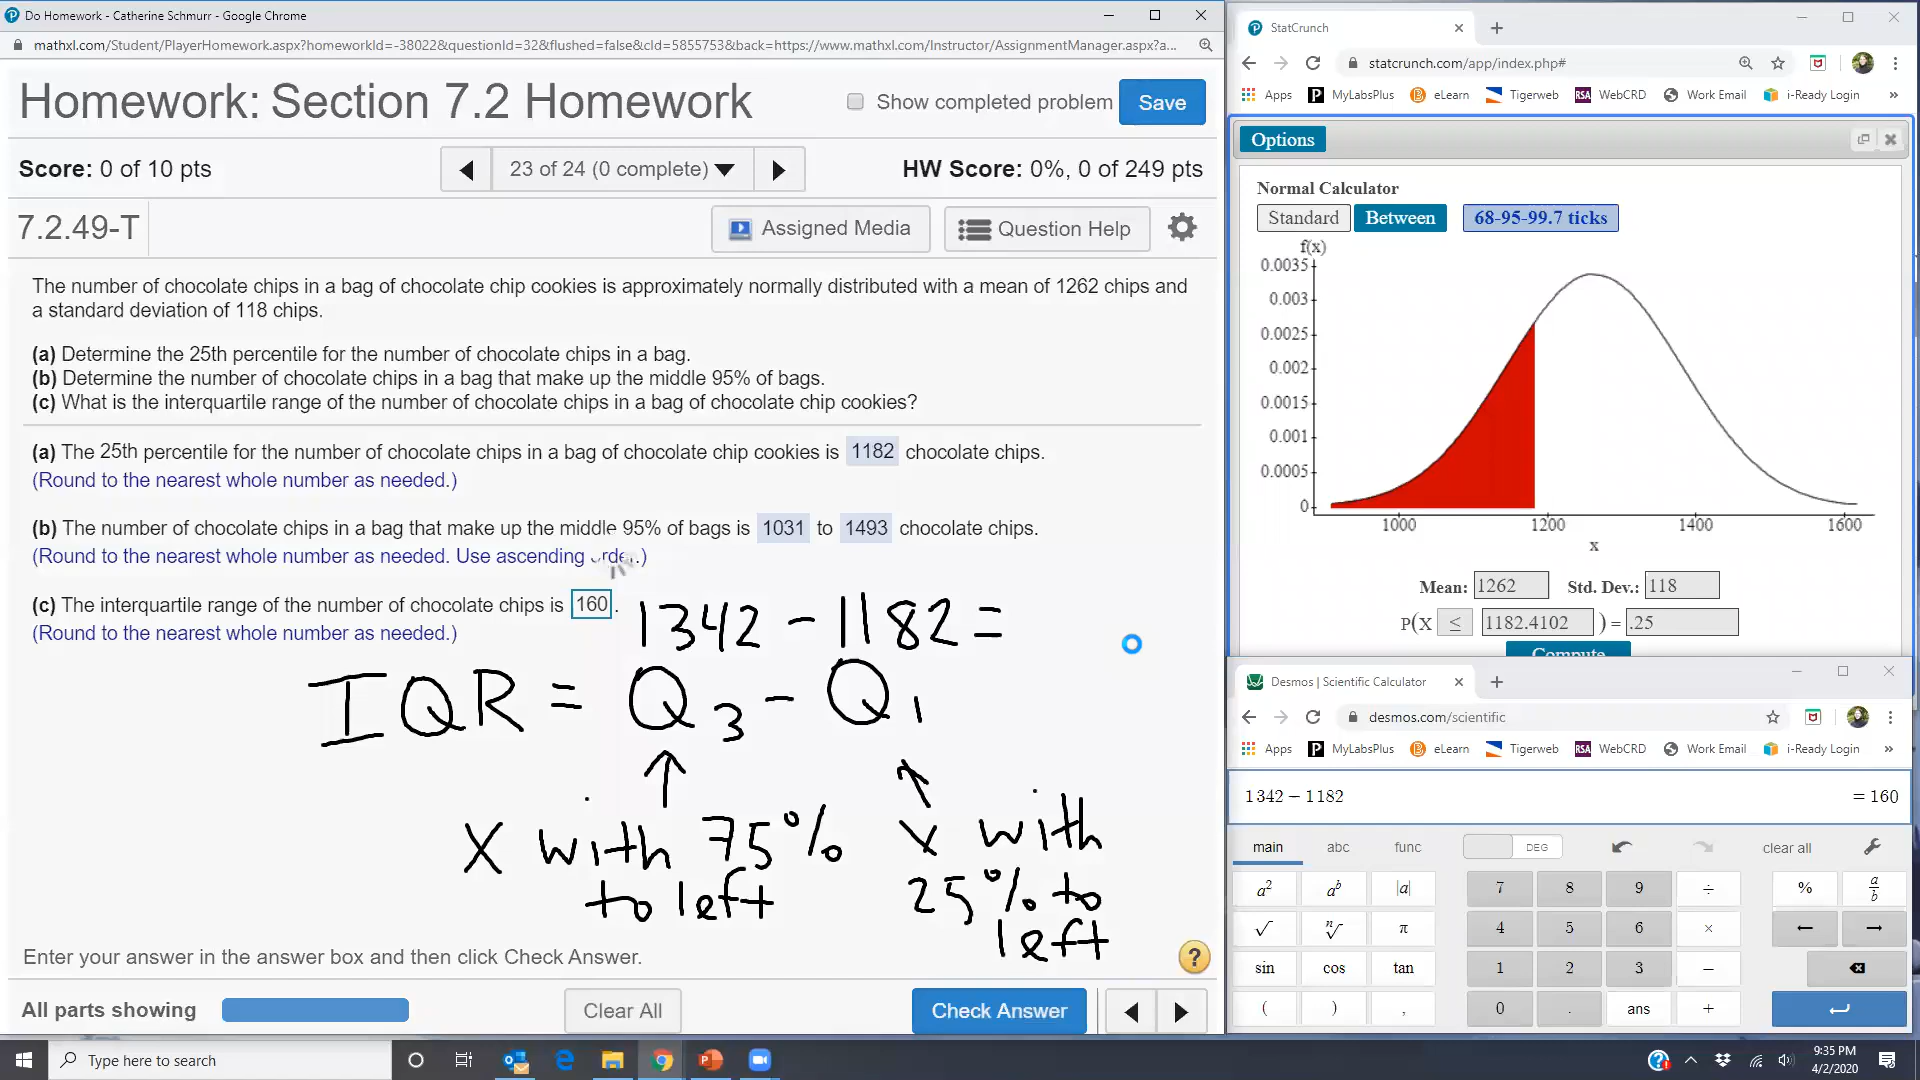 Do Homework - Catherine Schmurr - Google Chrome
mathxl.com/Student/PlayerHomework.aspx?homeworkId=-38022&questionId=32&flushed=false&cId=5855753&back=https://www.mathxl.com/Instructor/AssignmentManager.aspx?a...
Homework: Section 7.2 Homework
Show completed problem
Save
Score: 0 of 10 pts
23 of 24 (0 complete)
HW Score: 0%, 0 of 249 pts
7.2.49-T
Assigned Media
Question Help
The number of chocolate chips in a bag of chocolate chip cookies is approximately normally distributed with a mean of 1262 chips and
a standard deviation of 118 chips.
(a) Determine the 25th percentile for the number of chocolate chips in a bag.
(b) Determine the number of chocolate chips in a bag that make up the middle 95% of bags.
(c) What is the interquartile range of the number of chocolate chips in a bag of chocolate chip cookies?
(a) The 25th percentile for the number of chocolate chips in a bag of chocolate chip cookies is 1182 chocolate chips.
(Round to the nearest whole number as needed.)
(b) The number of chocolate chips in a bag that make up the middle 95% of bags is 1031 to 1493 chocolate chips.
(Round to the nearest whole number as needed. Use ascending order.)
(c) The interquartile range of the number of chocolate chips is 160.
(Round to the nearest whole number as needed.)
1342 - 1182 =
IQR = Q3 - Q1
X with 75%
to left
X with
25% to
left
Enter your answer in the answer box and then click Check Answer.
?
All parts showing
Clear All
Check Answer
StatCrunch
statcrunch.com/app/index.php#
Apps
MyLabsPlus
eLearn
Tigerweb
RSA WebCRD
Work Email
i-Ready Login
»
Options
Normal Calculator
Standard
Between
68-95-99.7 ticks
f(x)
0.0035
0.003
0.0025
0.002
0.0015
0.001
0.0005
0
1000
1200
1400
1600
x
Mean: 1262 Std. Dev.: 118
P(X ≤ 1182.4102 ) = .25
Compute
Desmos | Scientific Calculator
desmos.com/scientific
Apps
MyLabsPlus
eLearn
Tigerweb
RSA WebCRD
Work Email
i-Ready Login
»
1342 − 1182
= 160
main
abc
func
DEG
clear all
a² aᵇ |a| 7 8 9 ÷ % a/b
√ ⁿ√ π 4 5 6 × ← →
sin cos tan 1 2 3 −
( ) , 0 . ans +
Type here to search
9:35 PM
4/2/2020